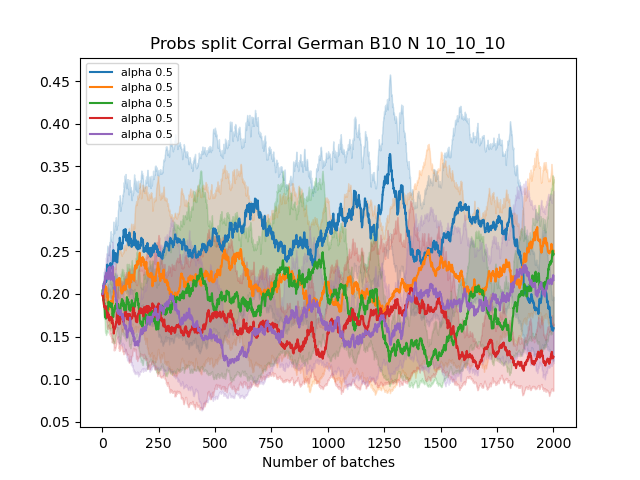 Probs split Corral German B10 N 10_10_10
alpha 0.5
alpha 0.5
alpha 0.5
alpha 0.5
alpha 0.5
0.45
0.40
0.35
0.30
0.25
0.20
0.15
0.10
0.05
0 250 500 750 1000 1250 1500 1750 2000
Number of batches